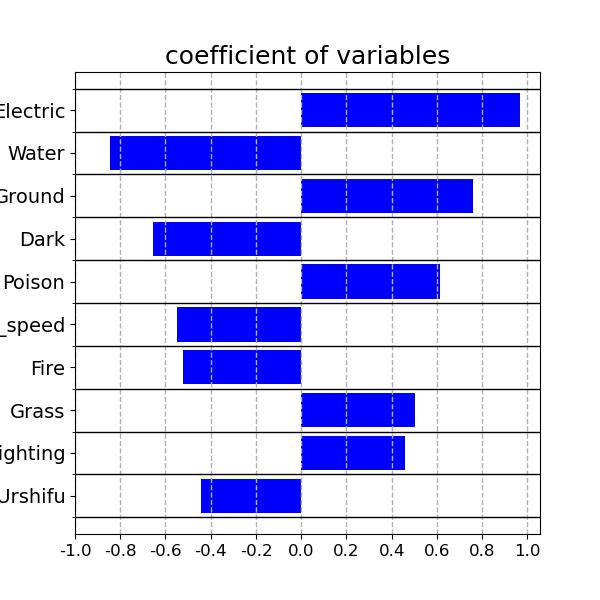 coefficient of variables
Electric
Water
Ground
Dark
Poison
_speed
Fire
Grass
ighting
Urshifu
-1.0 -0.8 -0.6 -0.4 -0.2 0.0 0.2 0.4 0.6 0.8 1.0